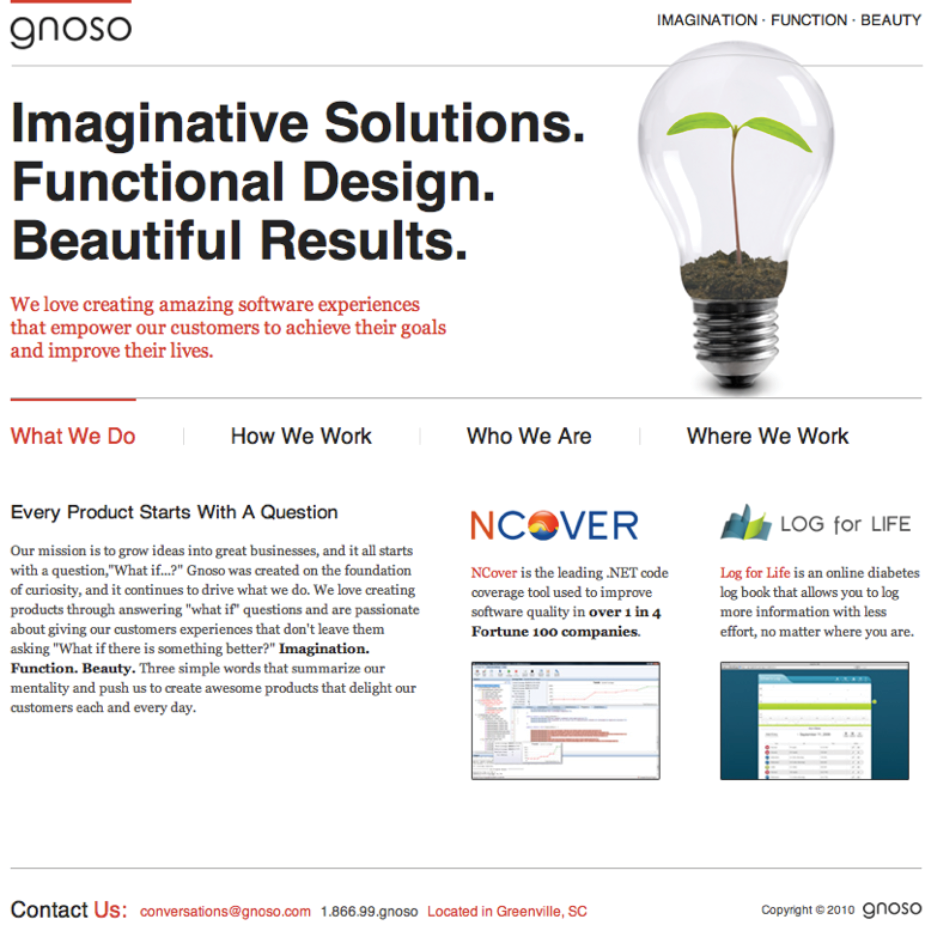 gnoso
IMAGINATION · FUNCTION · BEAUTY
Imaginative Solutions.
Functional Design.
Beautiful Results.
We love creating amazing software experiences
that empower our customers to achieve their goals
and improve their lives.
What We Do
How We Work
Who We Are
Where We Work
Every Product Starts With A Question
Our mission is to grow ideas into great businesses, and it all starts
with a question,"What if...?" Gnoso was created on the foundation
of curiosity, and it continues to drive what we do. We love creating
products through answering "what if" questions and are passionate
about giving our customers experiences that don't leave them
asking "What if there is something better?" Imagination.
Function. Beauty. Three simple words that summarize our
mentality and push us to create awesome products that delight our
customers each and every day.
NCOVER
NCover is the leading .NET code
coverage tool used to improve
software quality in over 1 in 4
Fortune 100 companies.
LOG for LIFE
Log for Life is an online diabetes
log book that allows you to log
more information with less
effort, no matter where you are.
Contact Us: conversations@gnoso.com 1.866.99.gnoso Located in Greenville, SC
Copyright © 2010 gnoso